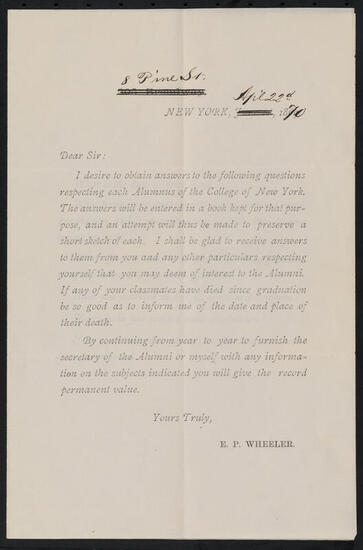 8 Pine St.
NEW YORK, Apl 22d, 1870
Dear Sir:
I desire to obtain answers to the following questions
respecting each Alumnus of the College of New York.
The answers will be entered in a book kept for that pur-
pose, and an attempt will thus be made to preserve a
short sketch of each. I shall be glad to receive answers
to them from you and any other particulars respecting
yourself that you may deem of interest to the Alumni.
If any of your classmates have died since graduation
be so good as to inform me of the date and place of
their death.
By continuing from year to year to furnish the
secretary of the Alumni or myself with any informa-
tion on the subjects indicated you will give the record
permanent value.
Yours Truly,
E. P. WHEELER.